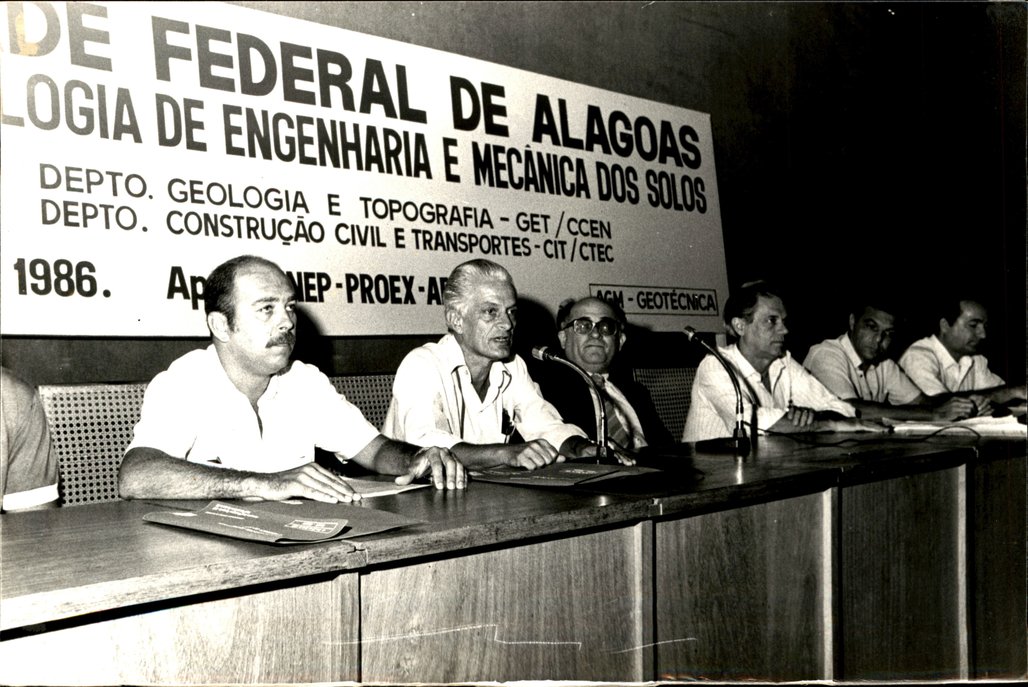 DE FEDERAL DE ALAGOAS
LOGIA DE ENGENHARIA E MECÂNICA DOS SOLOS
DEPTO. GEOLOGIA E TOPOGRAFIA - GET/CCEN
DEPTO. CONSTRUÇÃO CIVIL E TRANSPORTES - CIT/CTEC
1986. Ap NEP - PROEX - A
AGM - GEOTÉCNiCA